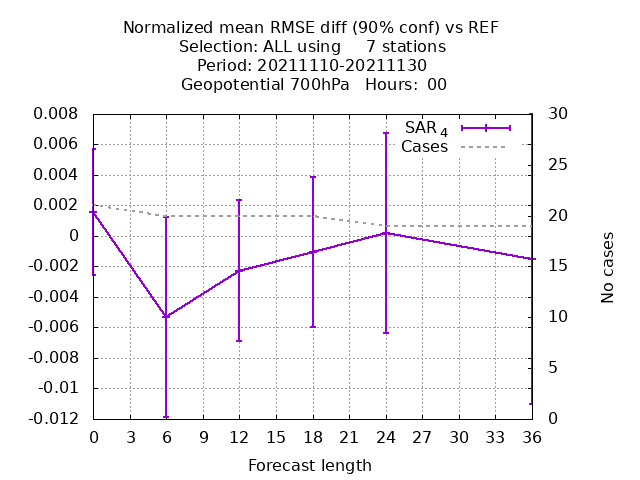 Normalized mean RMSE diff (90% conf) vs REF
Selection: ALL using 7 stations
Period: 20211110-20211130
Geopotential 700hPa Hours: 00
0.008
0.006
0.004
0.002
0
-0.002
-0.004
-0.006
-0.008
-0.01
-0.012
SAR 4
Cases
30
25
20
15
10
5
0
No cases
0 3 6 9 12 15 18 21 24 27 30 33 36
Forecast length